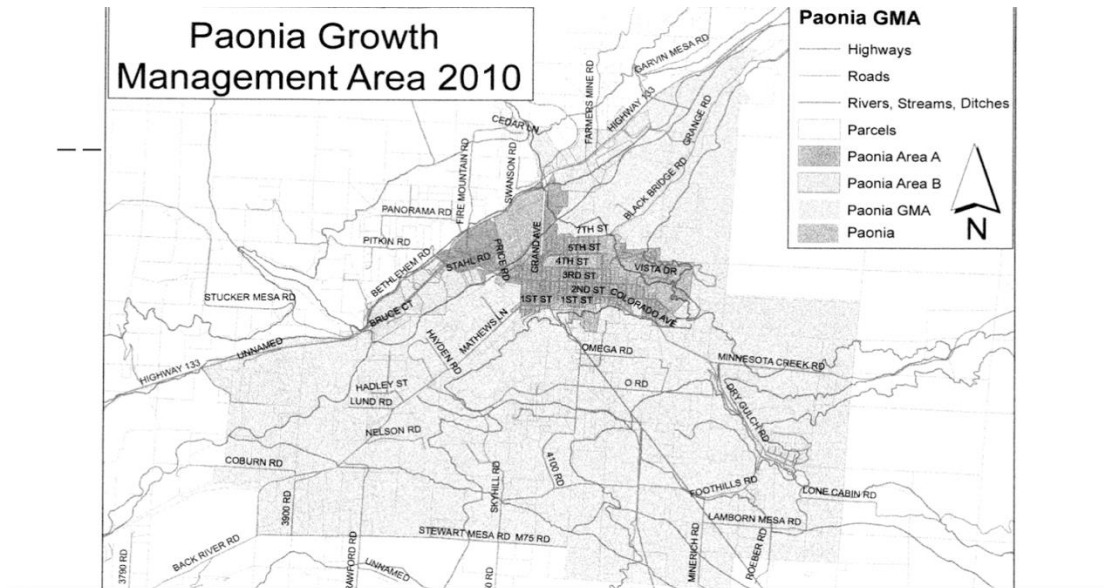 Paonia Growth
Management Area 2010
Paonia GMA
Highways
Roads
Rivers, Streams, Ditches
Parcels
Paonia Area A
Paonia Area B
Paonia GMA
Paonia
N
GARVIN MESA RD
FARMERS MINE RD
HIGHWAY 133
GRANGE RD
CEDAR LN
FIRE MOUNTAIN RD
SWANSON RD
BLACK BRIDGE RD
PANORAMA RD
PITKIN RD
7TH ST
GRAND AVE
5TH ST
4TH ST
PRICE RD
STAHL RD
BETHLEHEM RD
VISTA DR
3RD ST
2ND ST
COLORADO AVE
1ST ST
1ST ST
STUCKER MESA RD
BRUCE CT
MATHEWS LN
HAYDEN RD
UNNAMED
HIGHWAY 133
OMEGA RD
MINNESOTA CREEK RD
O RD
HADLEY ST
LUND RD
DRY GULCH RD
NELSON RD
COBURN RD
4100 RD
SKYHILL RD
FOOTHILLS RD
LONE CABIN RD
3900 RD
LAMBORN MESA RD
STEWART MESA RD
M75 RD
MINERICH RD
ROEBER RD
BACK RIVER RD
3790 RD
RAWFORD RD
UNNAMED
0 RD